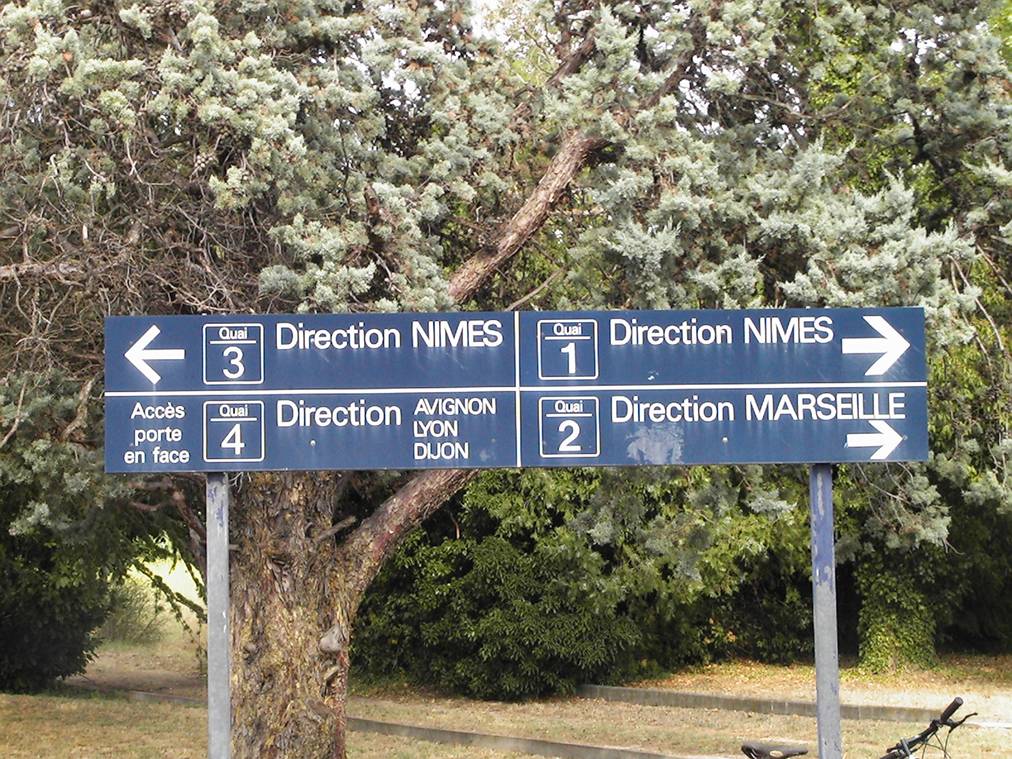 Quai
3
Direction NIMES
Accès
porte
en face
Quai
4
Direction
AVIGNON
LYON
DIJON
Quai
1
Direction NIMES
Quai
2
Direction MARSEILLE